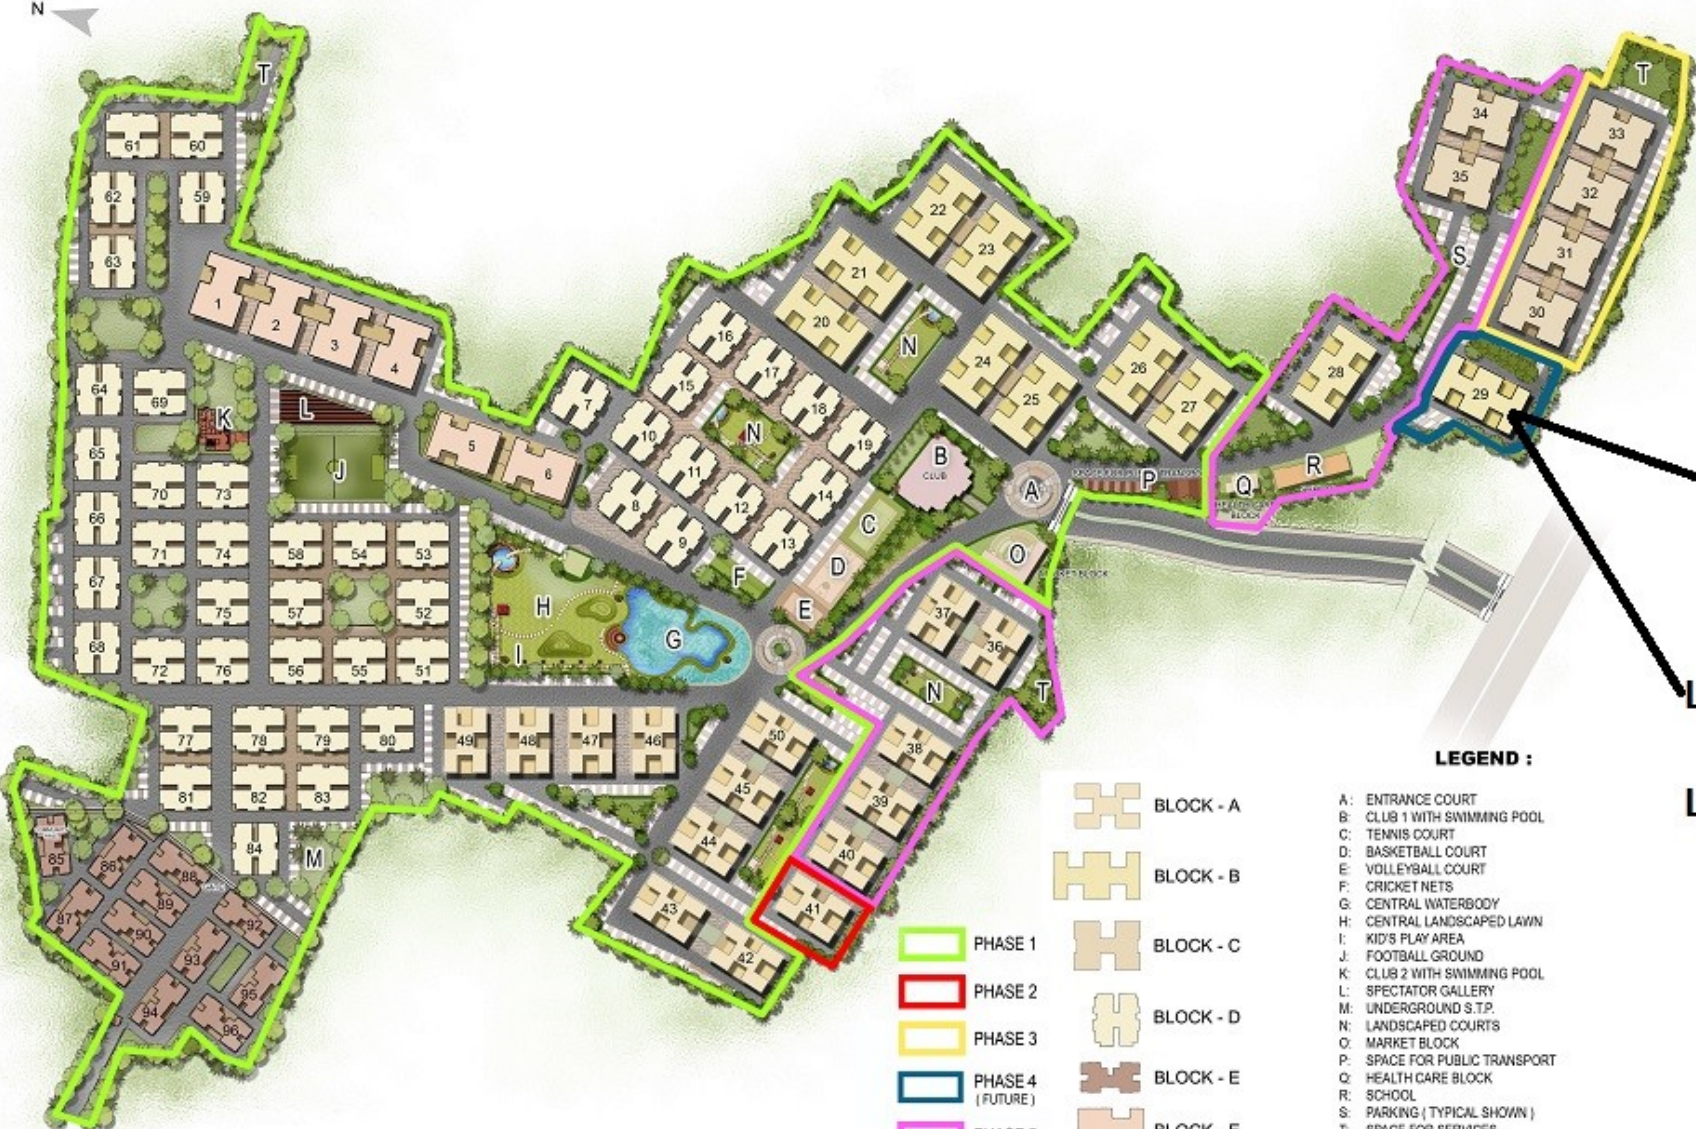 N
T
61
60
62
59
63
1
2
3
4
64
69
K
L
65
J
5
6
7
70
73
66
71
74
58
54
53
67
75
57
52
68
72
76
56
55
51
H
I
G
F
E
D
C
B
CLUB
A
8
9
10
11
12
13
14
15
16
17
18
19
N
20
21
22
23
N
24
25
26
27
P
O
Q
R
28
29
S
30
31
32
33
T
34
35
36
37
N
T
38
39
40
41
42
43
44
45
50
46
47
48
49
77
78
79
80
81
82
83
84
M
85
86
87
88
89
90
91
92
93
94
95
96
L
L
PHASE 1
PHASE 2
PHASE 3
PHASE 4
( FUTURE )
BLOCK - A
BLOCK - B
BLOCK - C
BLOCK - D
BLOCK - E
LEGEND :
A : ENTRANCE COURT
B: CLUB 1 WITH SWIMMING POOL
C: TENNIS COURT
D: BASKETBALL COURT
E: VOLLEYBALL COURT
F: CRICKET NETS
G: CENTRAL WATERBODY
H: CENTRAL LANDSCAPED LAWN
I: KID'S PLAY AREA
J: FOOTBALL GROUND
K: CLUB 2 WITH SWIMMING POOL
L: SPECTATOR GALLERY
M: UNDERGROUND S.T.P.
N: LANDSCAPED COURTS
O: MARKET BLOCK
P: SPACE FOR PUBLIC TRANSPORT
Q: HEALTH CARE BLOCK
R: SCHOOL
S: PARKING ( TYPICAL SHOWN )
T: SPACE FOR SERVICES